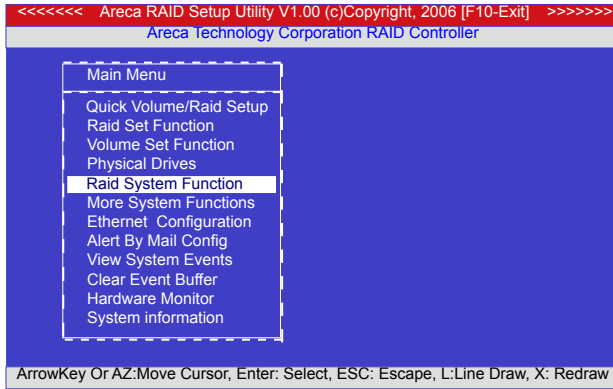 <<<<<<< Areca RAID Setup Utility V1.00 (c)Copyright, 2006 [F10-Exit] >>>>>>>
Areca Technology Corporation RAID Controller
Main Menu
Quick Volume/Raid Setup
Raid Set Function
Volume Set Function
Physical Drives
Raid System Function
More System Functions
Ethernet Configuration
Alert By Mail Config
View System Events
Clear Event Buffer
Hardware Monitor
System information
ArrowKey Or AZ:Move Cursor, Enter: Select, ESC: Escape, L:Line Draw, X: Redraw